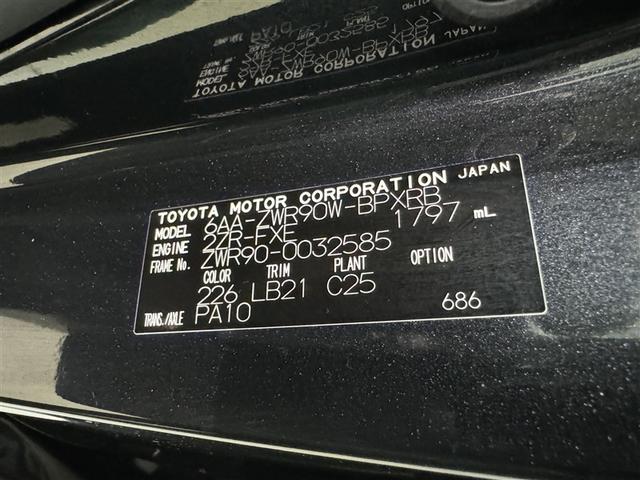 TOYOTA MOTOR CORPORATION JAPAN
MODEL 6AA-ZWR90W-BPXRB
ENGINE 2ZR-FXE 1797 mL
FRAME No. ZWR90-0032585
COLOR TRIM PLANT OPTION
226 LB21 C25
TRANS./AXLE PA10 686